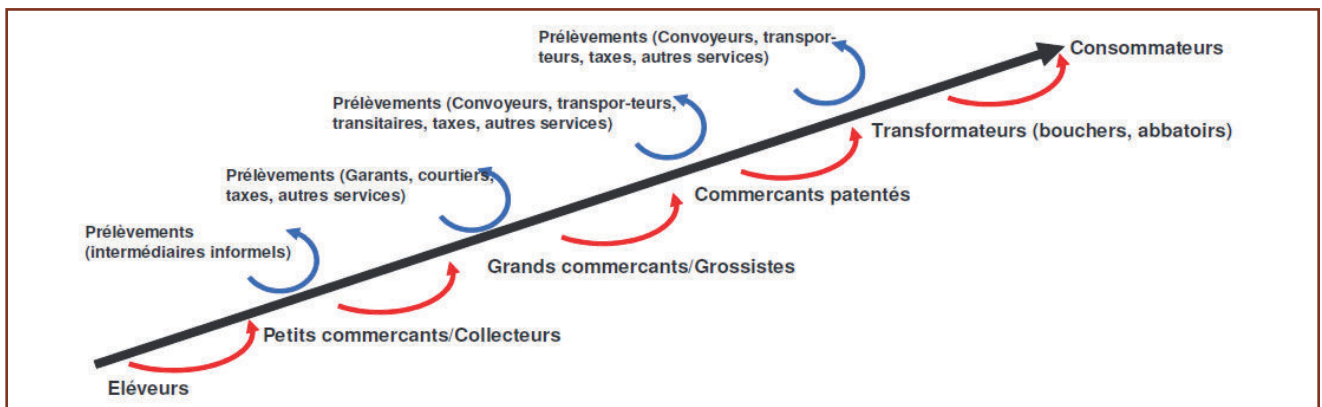 Prélèvements (Convoyeurs, transpor-
teurs, taxes, autres services)
Consommateurs
Prélèvements (Convoyeurs, transpor-teurs,
transitaires, taxes, autres services)
Transformateurs (bouchers, abbatoirs)
Prélèvements (Garants, courtiers,
taxes, autres services)
Commercants patentés
Prélèvements
(intermédiaires informels)
Grands commercants/Grossistes
Petits commercants/Collecteurs
Eléveurs